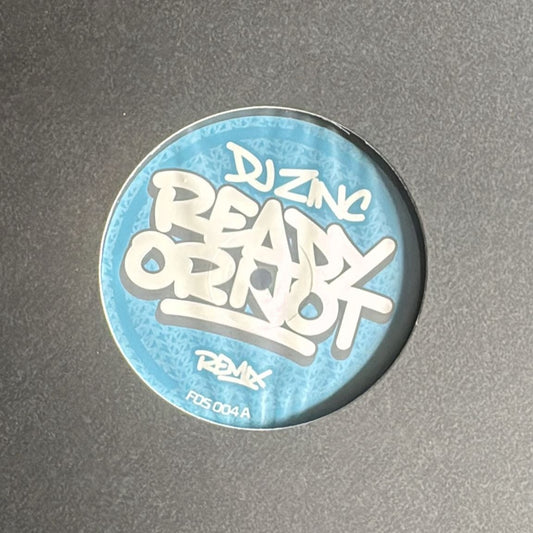 DJ ZINC
READY
OR NOT
REMIX
FDS 004 A